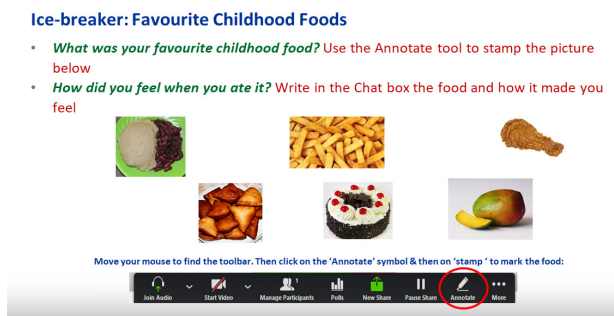 Ice-breaker: Favourite Childhood Foods
• What was your favourite childhood food? Use the Annotate tool to stamp the picture
below
• How did you feel when you ate it? Write in the Chat box the food and how it made you
feel
Move your mouse to find the toolbar. Then click on the 'Annotate' symbol & then on 'stamp ' to mark the food:
1
Join Audio Start Video Manage Participants Polls New Share Pause Share Annotate More